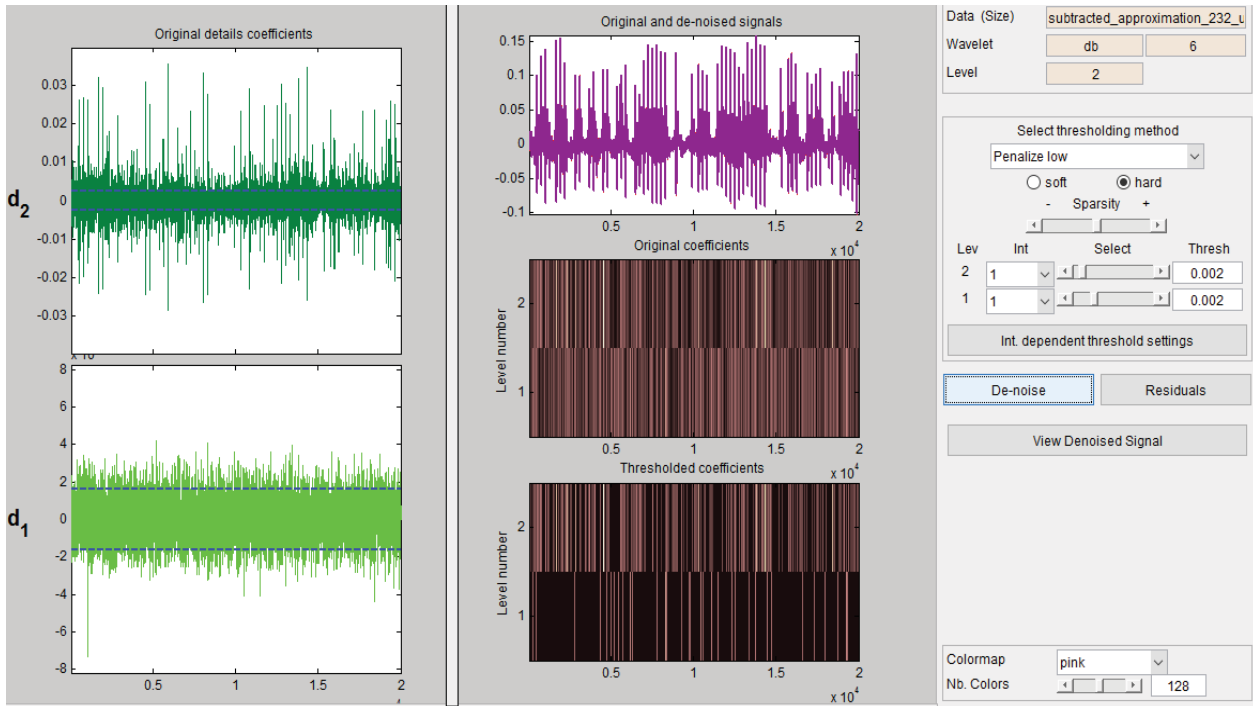 Original details coefficients
0.03
0.02
0.01
0
-0.01
-0.02
-0.03
d2
0.5
1
1.5
2
8
6
4
2
0
-2
-4
-6
-8
d1
0.5
1
1.5
2
Original and de-noised signals
0.15
0.1
0.05
0
-0.05
-0.1
0.5
1
1.5
2
x 10^4
Original coefficients
Level number
2
1
0.5
1
1.5
2
x 10^4
Thresholded coefficients
Level number
2
1
0.5
1
1.5
2
x 10^4
Data (Size)
subtracted_approximation_232_u
Wavelet
db
6
Level
2
Select thresholding method
Penalize low
soft
hard
- Sparsity +
Lev Int Select Thresh
2 1 0.002
1 1 0.002
Int. dependent threshold settings
De-noise
Residuals
View Denoised Signal
Colormap
pink
Nb. Colors
128